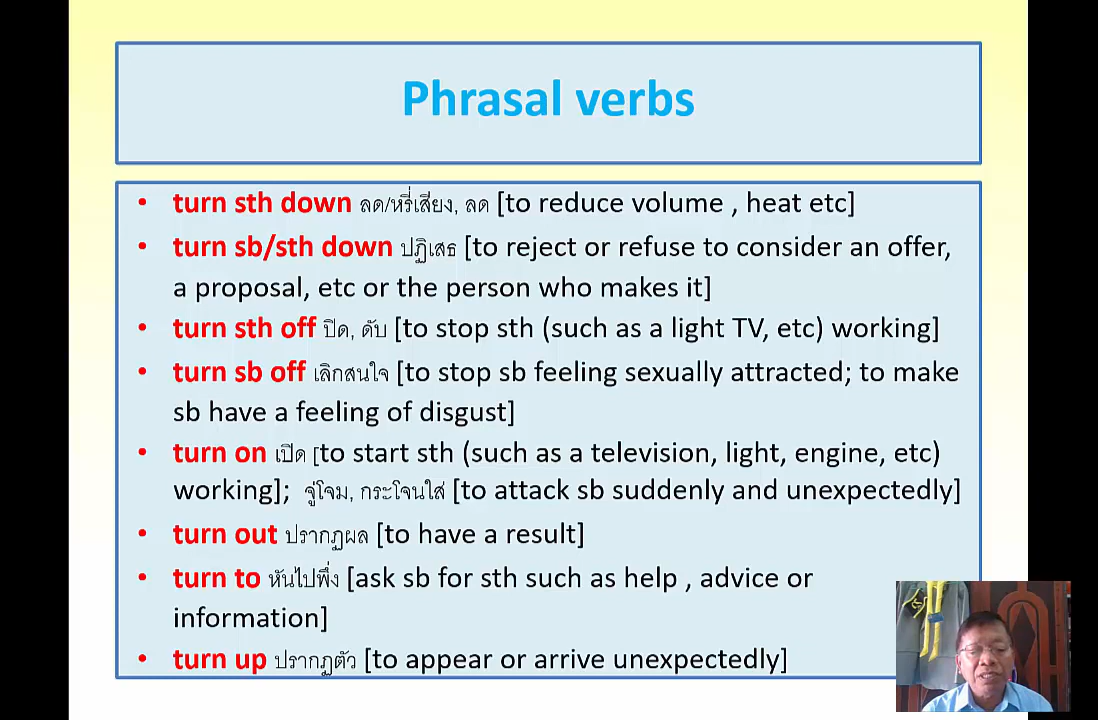 Phrasal verbs
• turn sth down ลด/หรี่เสียง, ลด [to reduce volume , heat etc]
• turn sb/sth down ปฏิเสธ [to reject or refuse to consider an offer,
a proposal, etc or the person who makes it]
• turn sth off ปิด, ดับ [to stop sth (such as a light TV, etc) working]
• turn sb off เลิกสนใจ [to stop sb feeling sexually attracted; to make
sb have a feeling of disgust]
• turn on เปิด [to start sth (such as a television, light, engine, etc)
working]; จู่โจม, กระโจนใส่ [to attack sb suddenly and unexpectedly]
• turn out ปรากฏผล [to have a result]
• turn to หันไปพึ่ง [ask sb for sth such as help , advice or
information]
• turn up ปรากฏตัว [to appear or arrive unexpectedly]